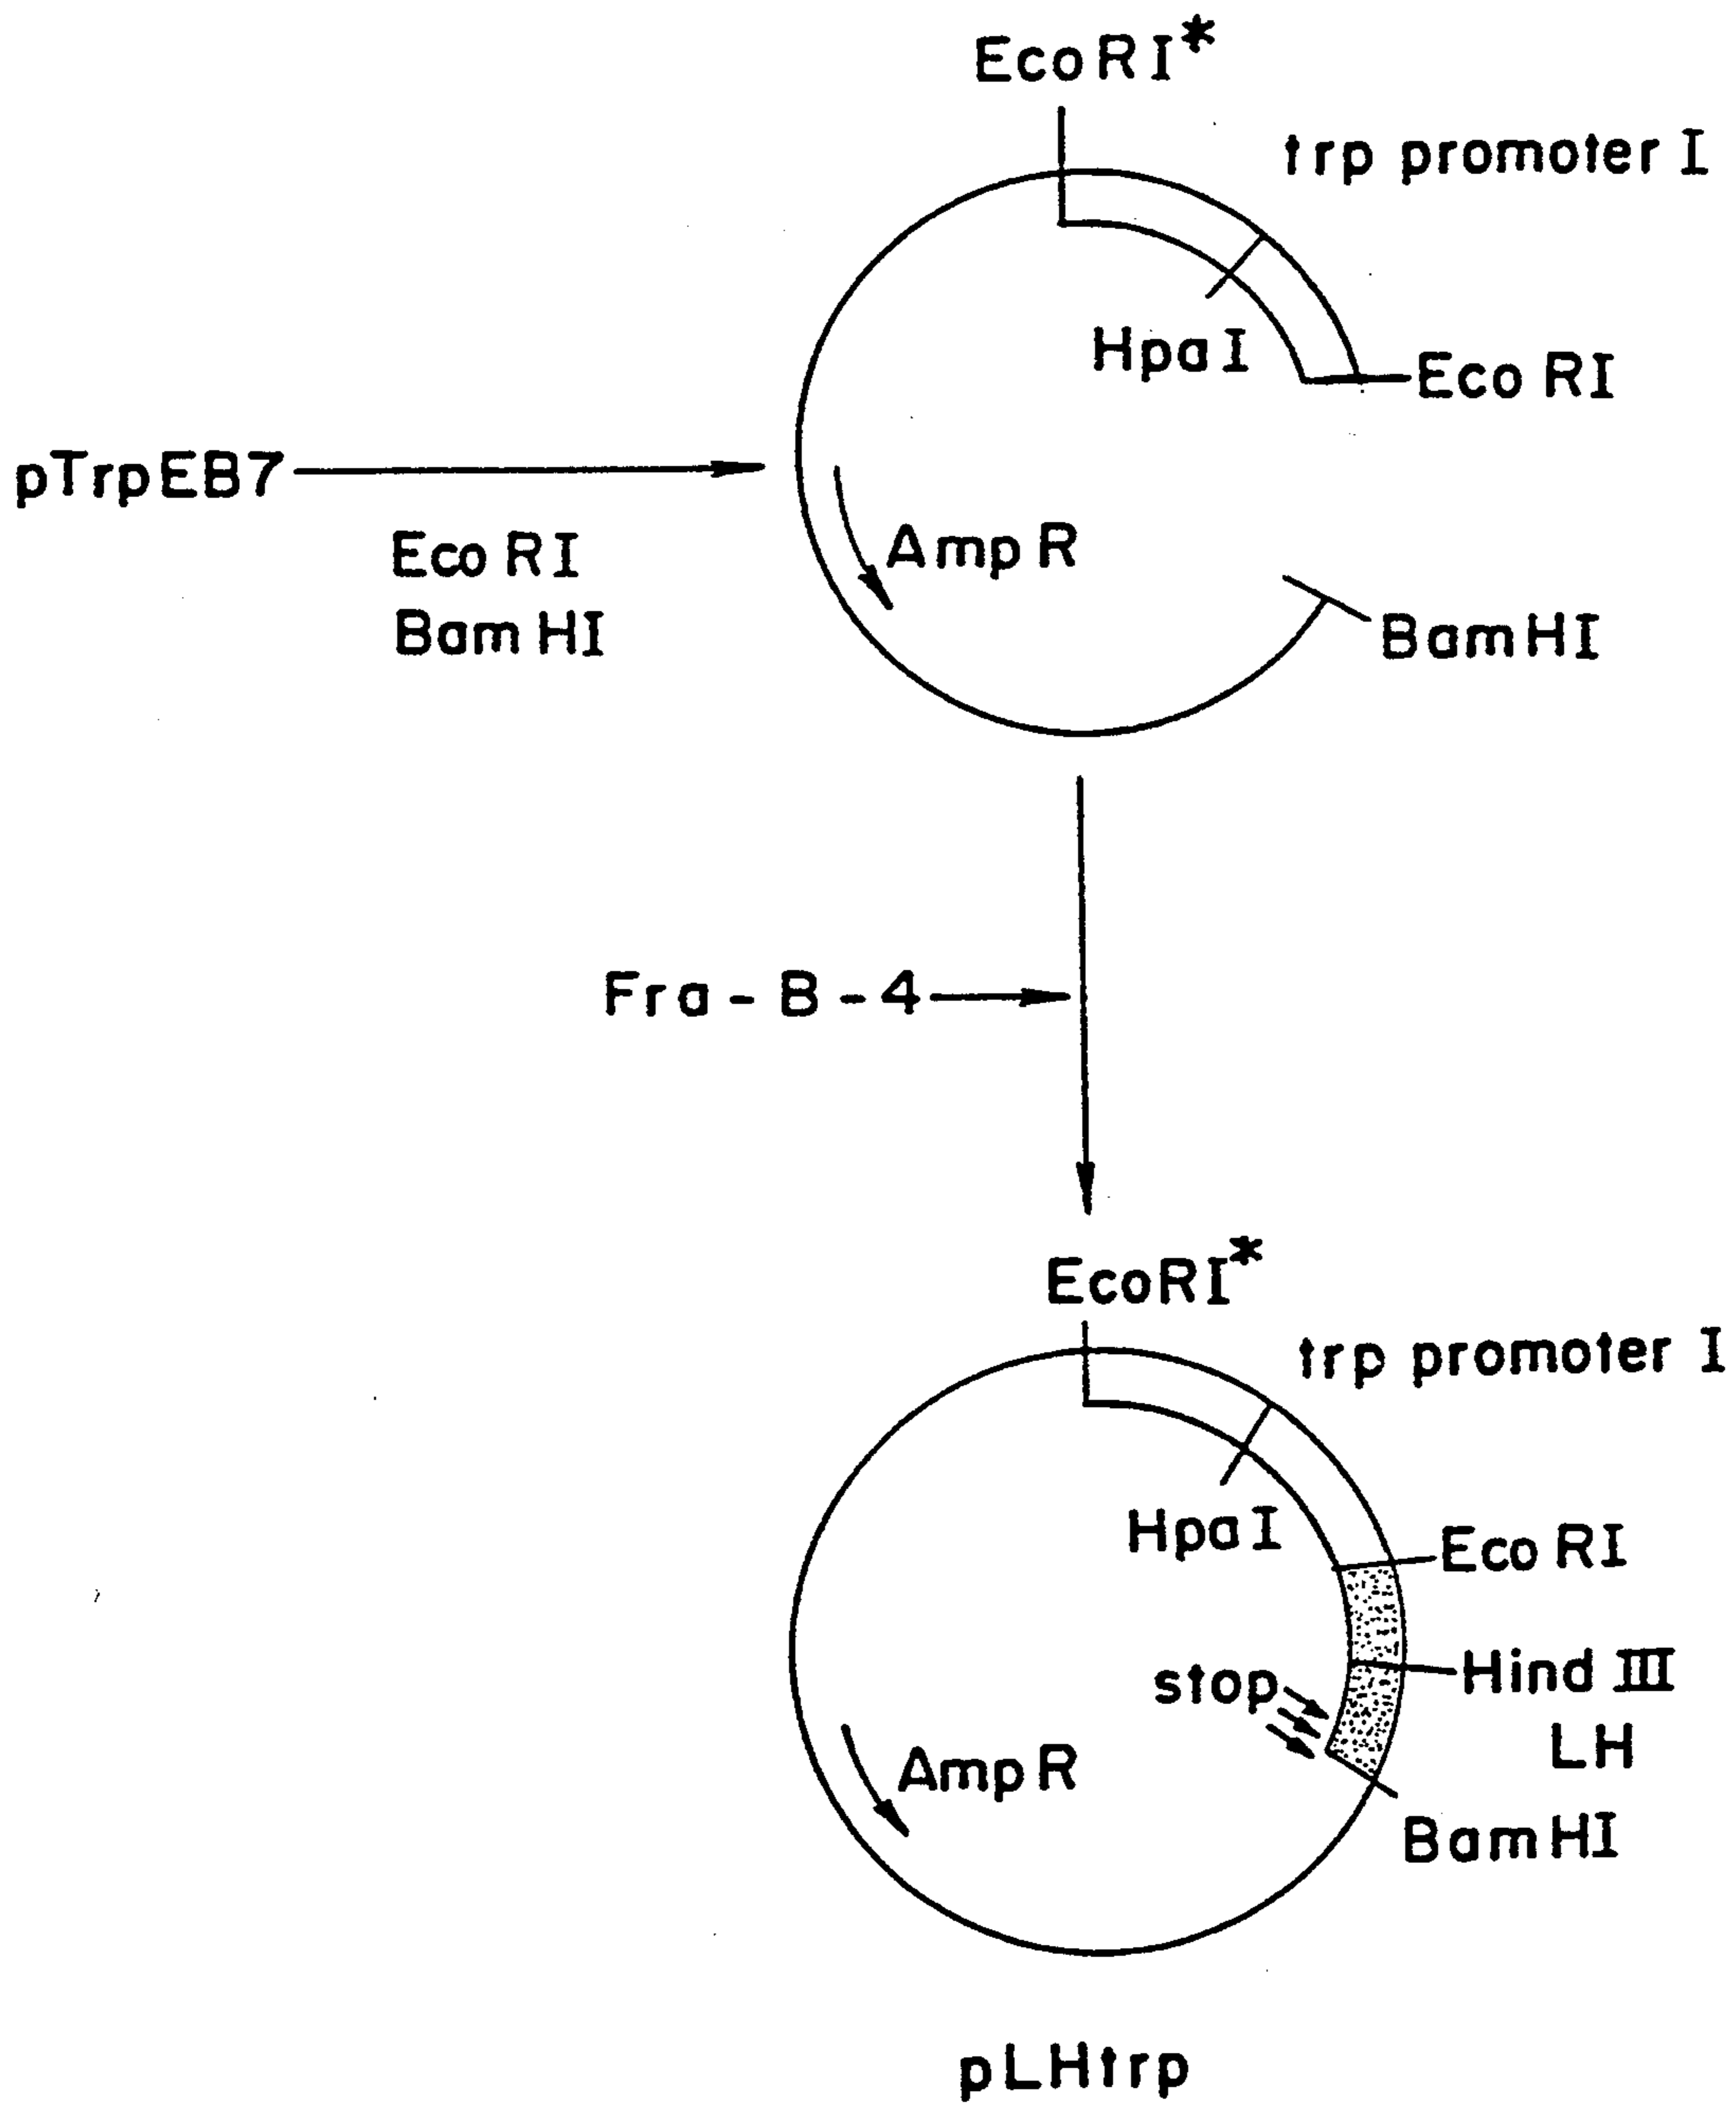 EcoRI*
trp promoter I
HpaI
EcoRI
pTrpEB7
EcoRI
BamHI
AmpR
BamHI
Fra-B-4
EcoRI*
trp promoter I
HpaI
EcoRI
stop
Hind III
LH
AmpR
BamHI
pLHtrp